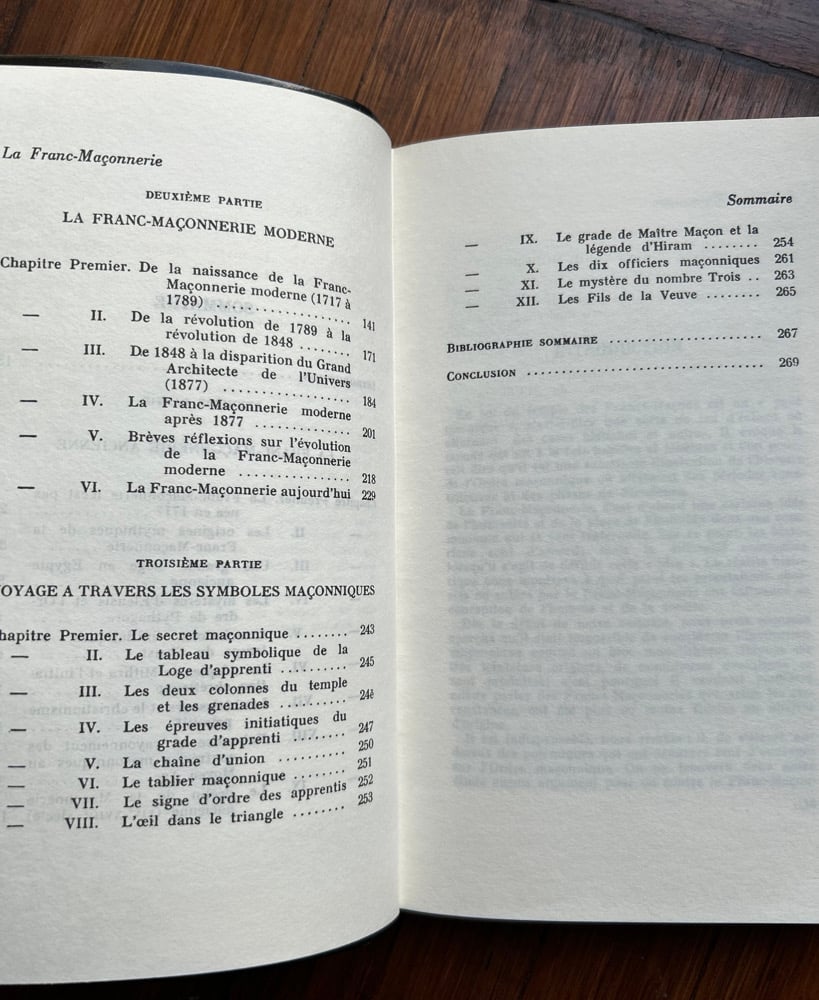 La Franc-Maçonnerie
DEUXIÈME PARTIE
LA FRANC-MAÇONNERIE MODERNE
Chapitre Premier. De la naissance de la Franc-
Maçonnerie moderne (1717 à
1789) .................... 141
— II. De la révolution de 1789 à la
révolution de 1848 ........ 171
— III. De 1848 à la disparition du Grand
Architecte de l'Univers
(1877) ................... 184
— IV. La Franc-Maçonnerie moderne
après 1877 .............. 201
— V. Brèves réflexions sur l'évolution
de la Franc-Maçonnerie
moderne ................ 218
— VI. La Franc-Maçonnerie aujourd'hui 229
TROISIÈME PARTIE
OYAGE A TRAVERS LES SYMBOLES MAÇONNIQUES
hapitre Premier. Le secret maçonnique ........ 243
— II. Le tableau symbolique de la
Loge d'apprenti .......... 245
— III. Les deux colonnes du temple
et les grenades .......... 246
— IV. Les épreuves initiatiques du
grade d'apprenti ........ 247
— V. La chaîne d'union .......... 250
— VI. Le tablier maçonnique ........ 251
— VII. Le signe d'ordre des apprentis 252
— VIII. L'œil dans le triangle ........ 253
Sommaire
— IX. Le grade de Maître Maçon et la
légende d'Hiram ........ 254
— X. Les dix officiers maçonniques 261
— XI. Le mystère du nombre Trois .. 263
— XII. Les Fils de la Veuve ........ 265
BIBLIOGRAPHIE SOMMAIRE ...................... 267
CONCLUSION .................................. 269